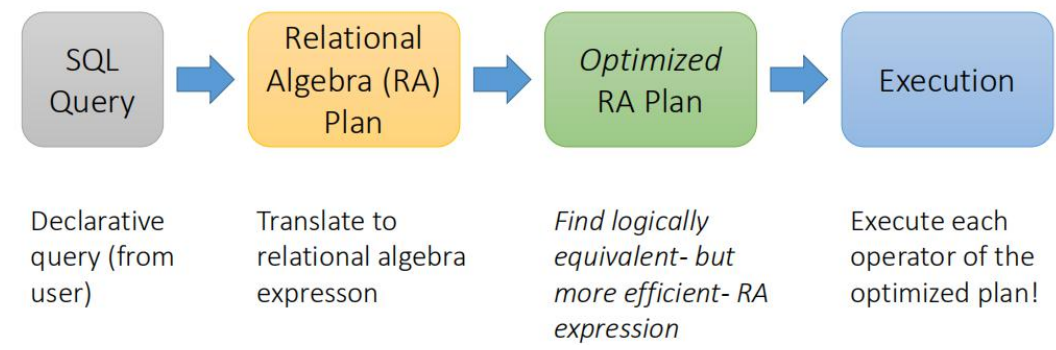 SQL
Query
Relational
Algebra (RA)
Plan
Optimized
RA Plan
Execution
Declarative
query (from
user)
Translate to
relational algebra
expresson
Find logically
equivalent- but
more efficient- RA
expression
Execute each
operator of the
optimized plan!